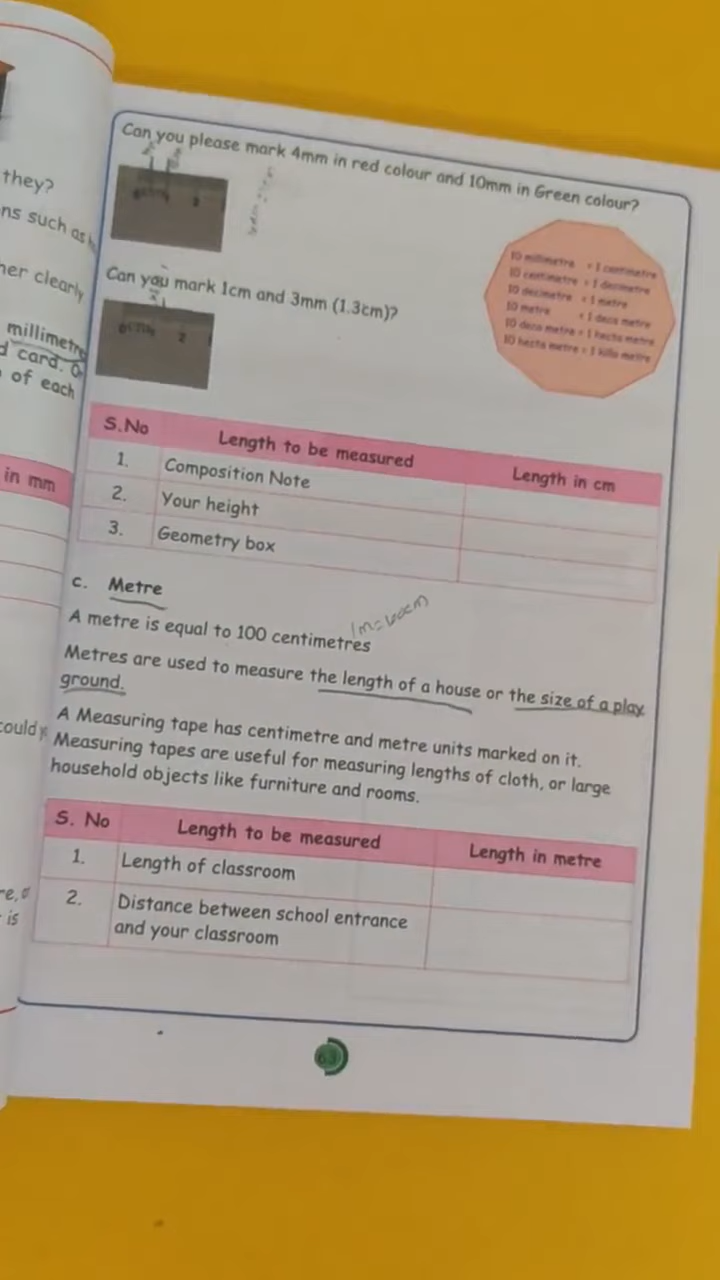 they?
ns such as
her clearly
millimetre
d card.
of each
in mm
could y
re, o
is
Can you please mark 4mm in red colour and 10mm in Green colour?
2
10 millimetre = 1 centimetre
10 centimetre = 1 decimetre
10 decimetre = 1 metre
10 metre = 1 deca metre
10 deca metre = 1 hecta metre
10 hecta metre = 1 killo metre
Can you mark 1cm and 3mm (1.3cm)?
2
S.No Length to be measured Length in cm
1. Composition Note
2. Your height
3. Geometry box
c. Metre
1m=100cm
A metre is equal to 100 centimetres
Metres are used to measure the length of a house or the size of a play
ground.
A Measuring tape has centimetre and metre units marked on it.
Measuring tapes are useful for measuring lengths of cloth, or large
household objects like furniture and rooms.
S. No Length to be measured Length in metre
1. Length of classroom
2. Distance between school entrance
and your classroom
63